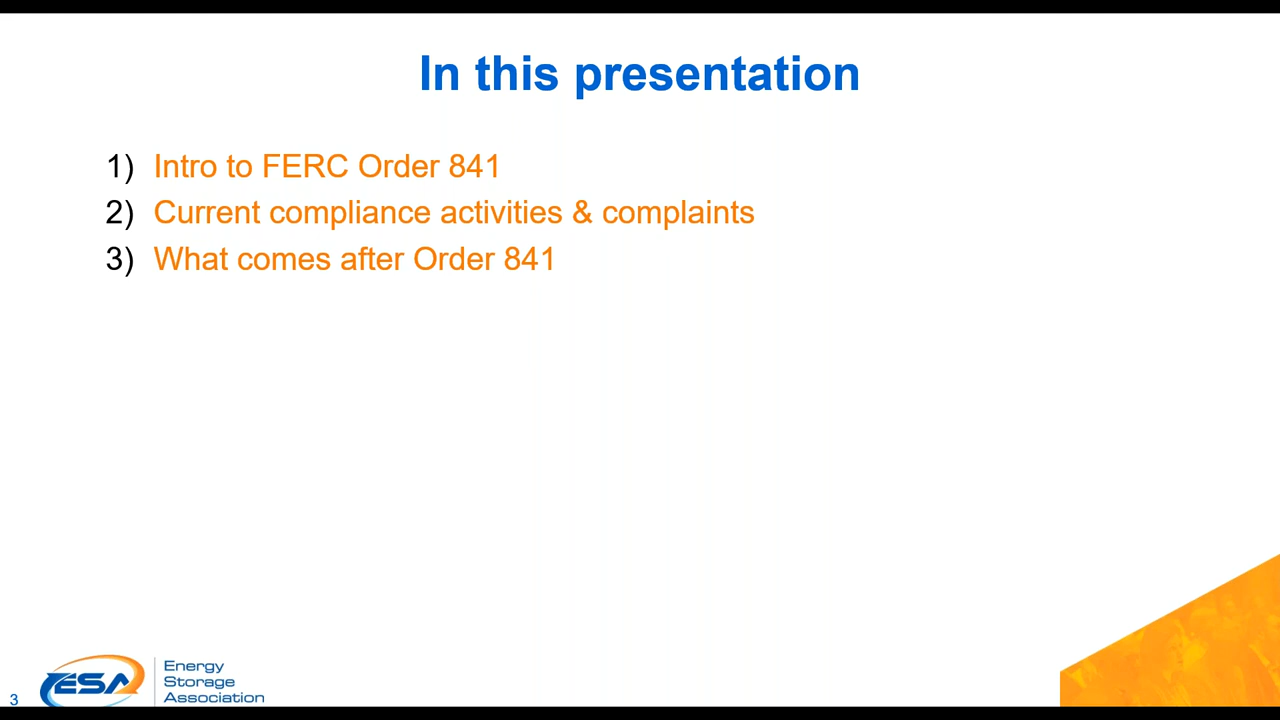 In this presentation
1) Intro to FERC Order 841
2) Current compliance activities & complaints
3) What comes after Order 841
3
ESA
Energy
Storage
Association